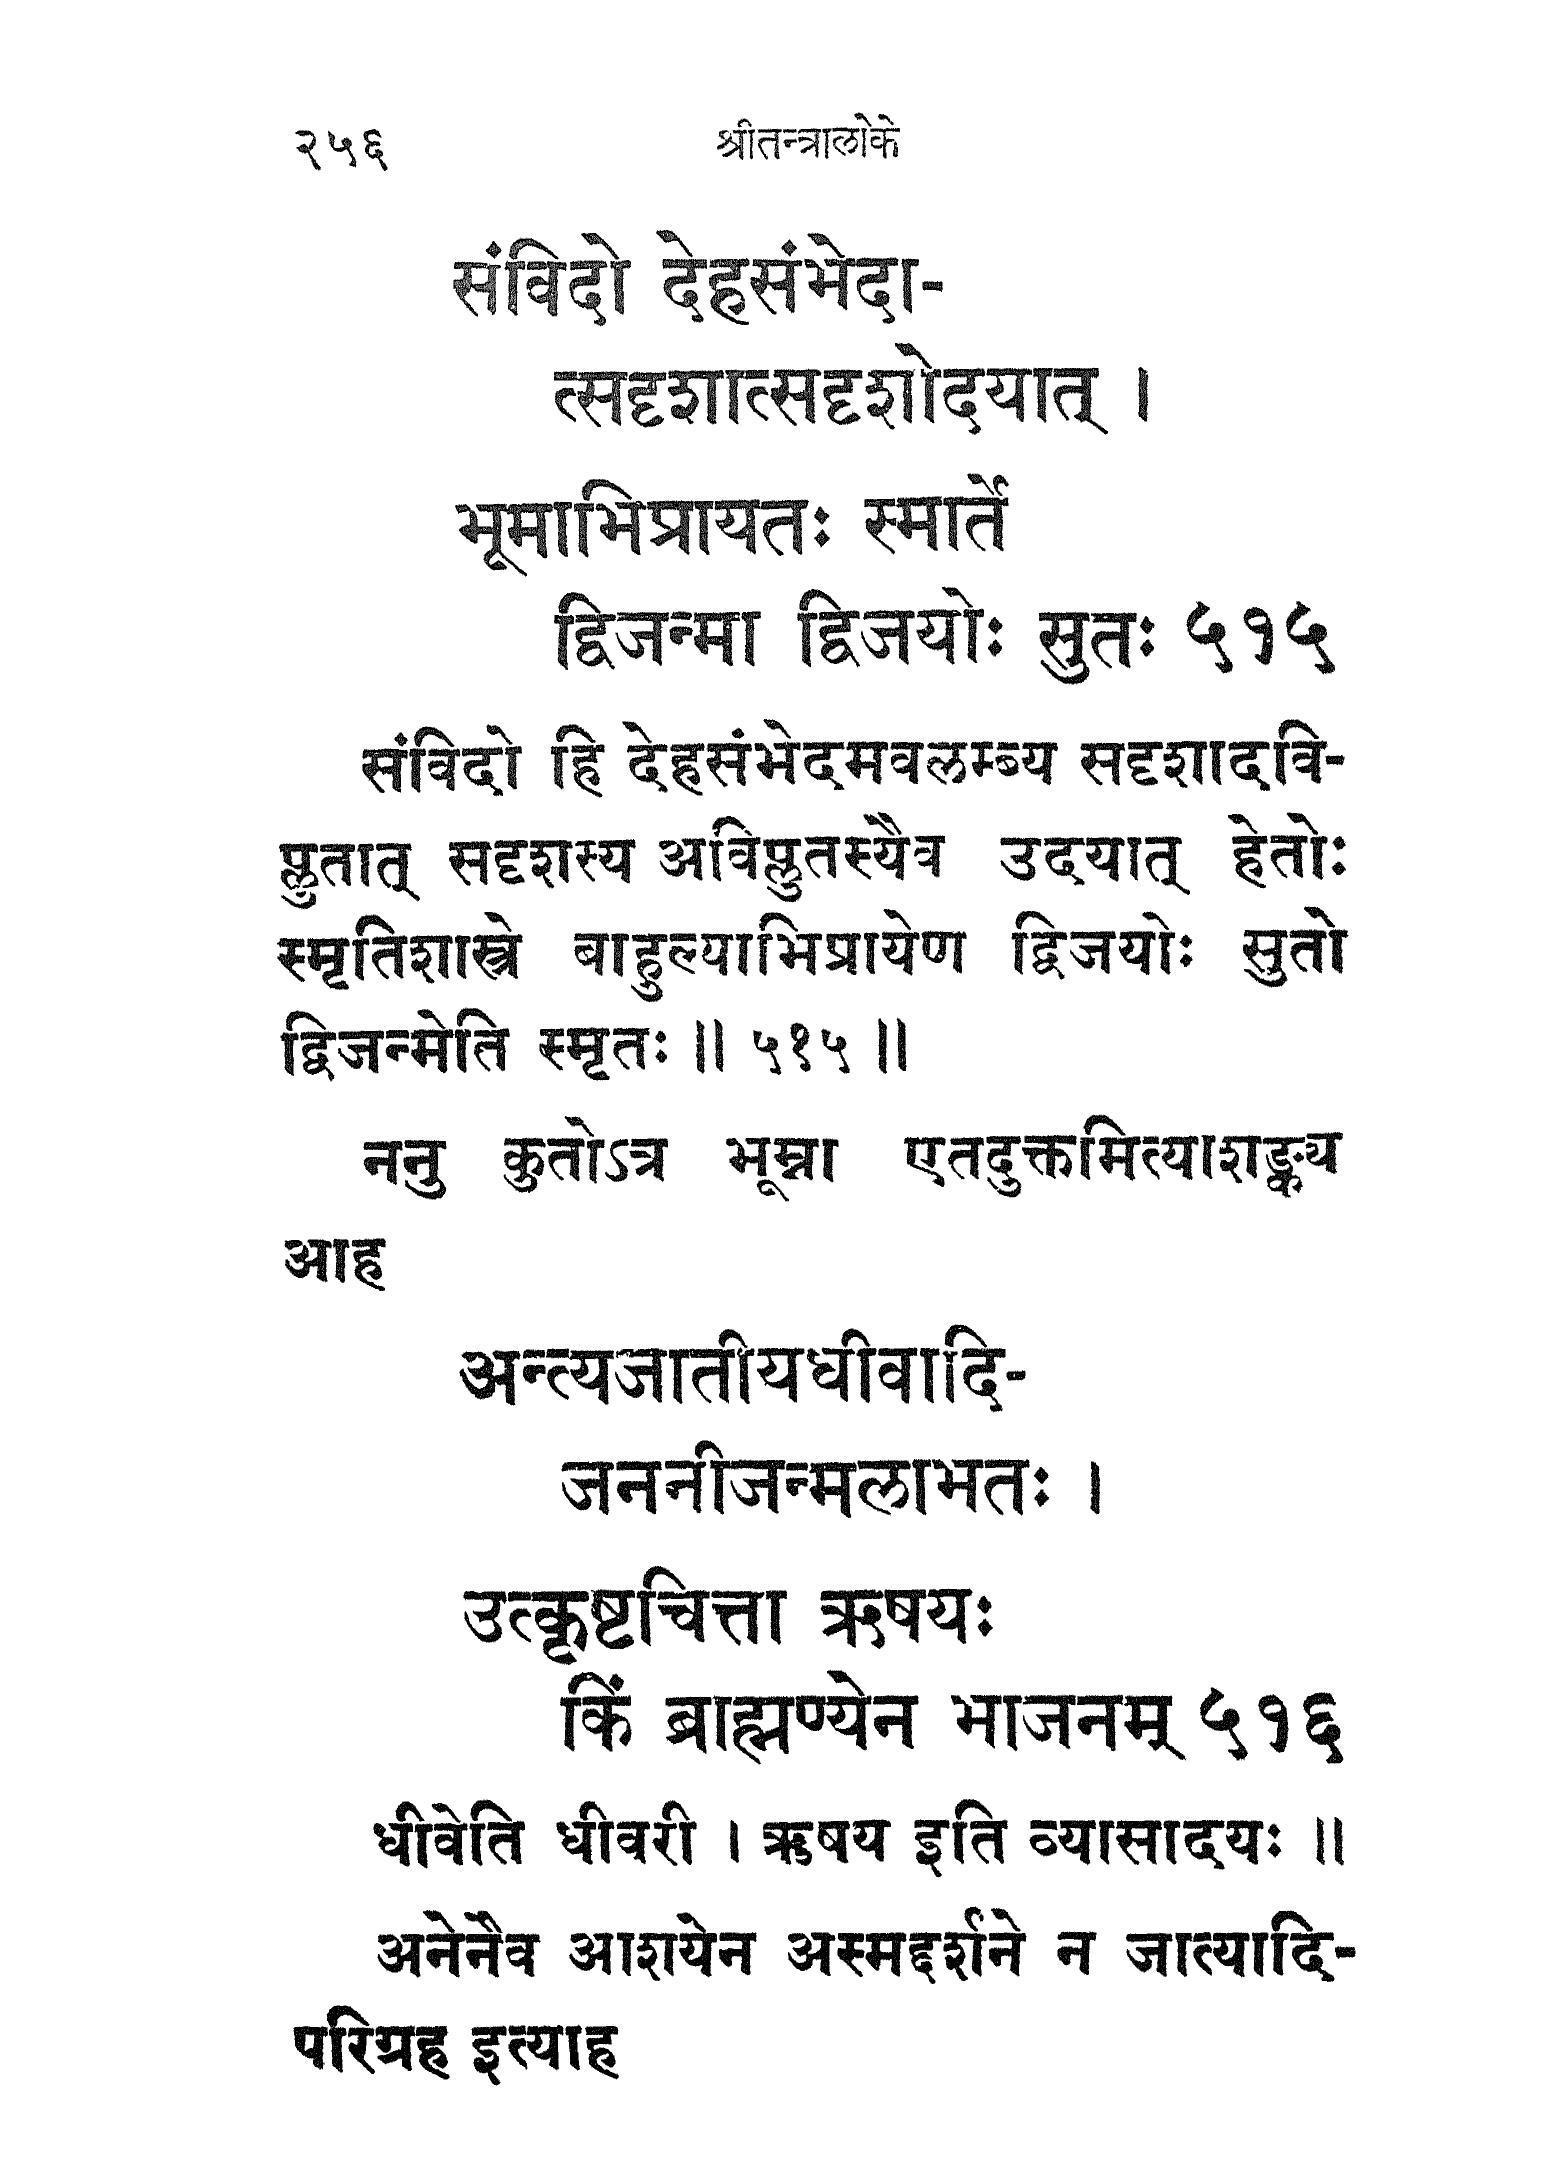 २५६ श्रीतन्त्रालोके
संविदो देहसंभेदा-
त्सदृशात्सदृशोदयात् ।
भूमाभिप्रायतः स्मार्ते
द्विजन्मा द्विजयोः सुतः ५१५
संविदो हि देहसंभेदमवलम्ब्य सदृशादवि-
प्लुतात् सदृशस्य अविप्लुतस्यैव उदयात् हेतोः
स्मृतिशास्त्रे बाहुल्याभिप्रायेण द्विजयोः सुतो
द्विजन्मेति स्मृतः ॥ ५१५ ॥
ननु कुतोऽत्र भूम्ना एतदुक्तमित्याशङ्क्य
आह
अन्त्यजातीयधीवादि-
जननीजन्मलाभतः ।
उत्कृष्टचित्ता ऋषयः
किं ब्राह्मण्येन भाजनम् ५१६
धीवेति धीवरी । ऋषय इति व्यासादयः ॥
अनेनैव आशयेन अस्मद्दर्शने न जात्यादि-
परिग्रह इत्याह